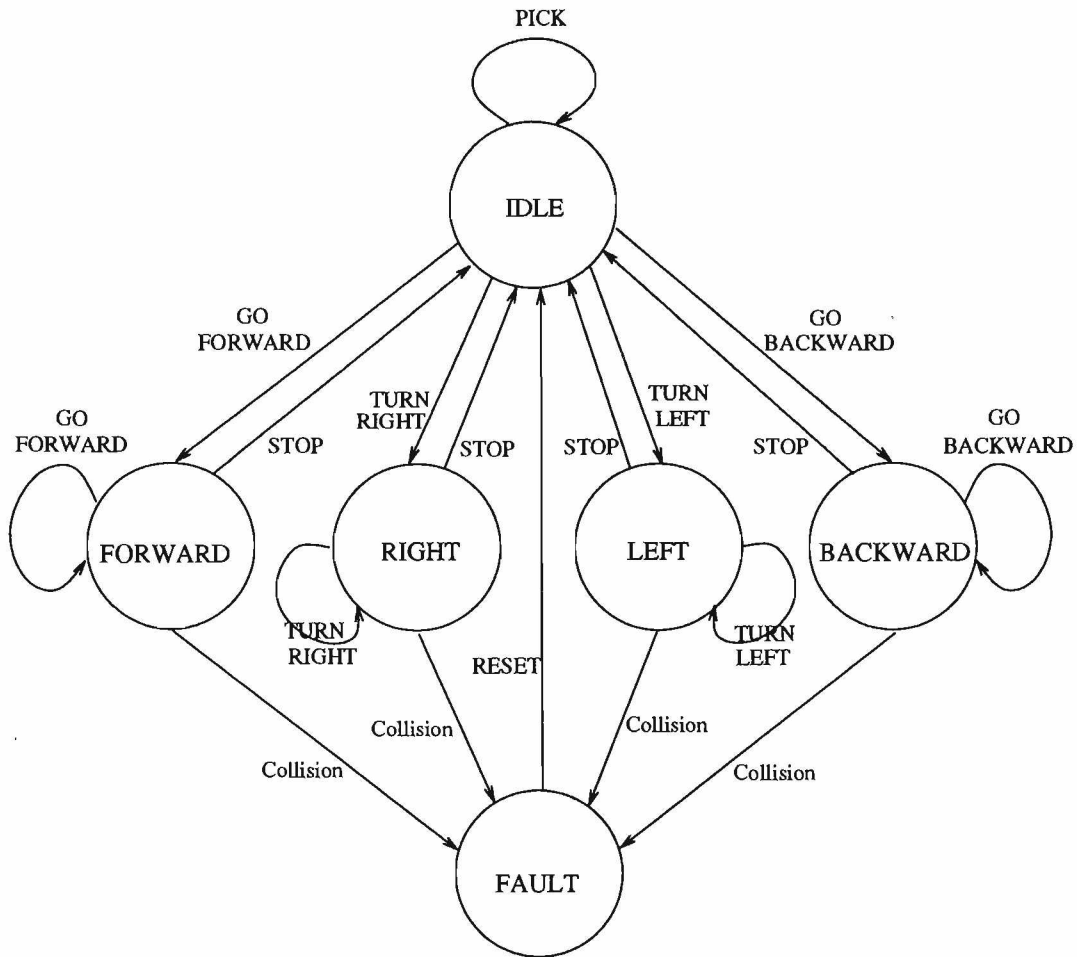 PICK
IDLE
GO
FORWARD
GO
BACKWARD
TURN
RIGHT
TURN
LEFT
GO
FORWARD
STOP
STOP
STOP
STOP
GO
BACKWARD
FORWARD
RIGHT
LEFT
BACKWARD
TURN
RIGHT
TURN
LEFT
RESET
Collision
Collision
Collision
Collision
FAULT